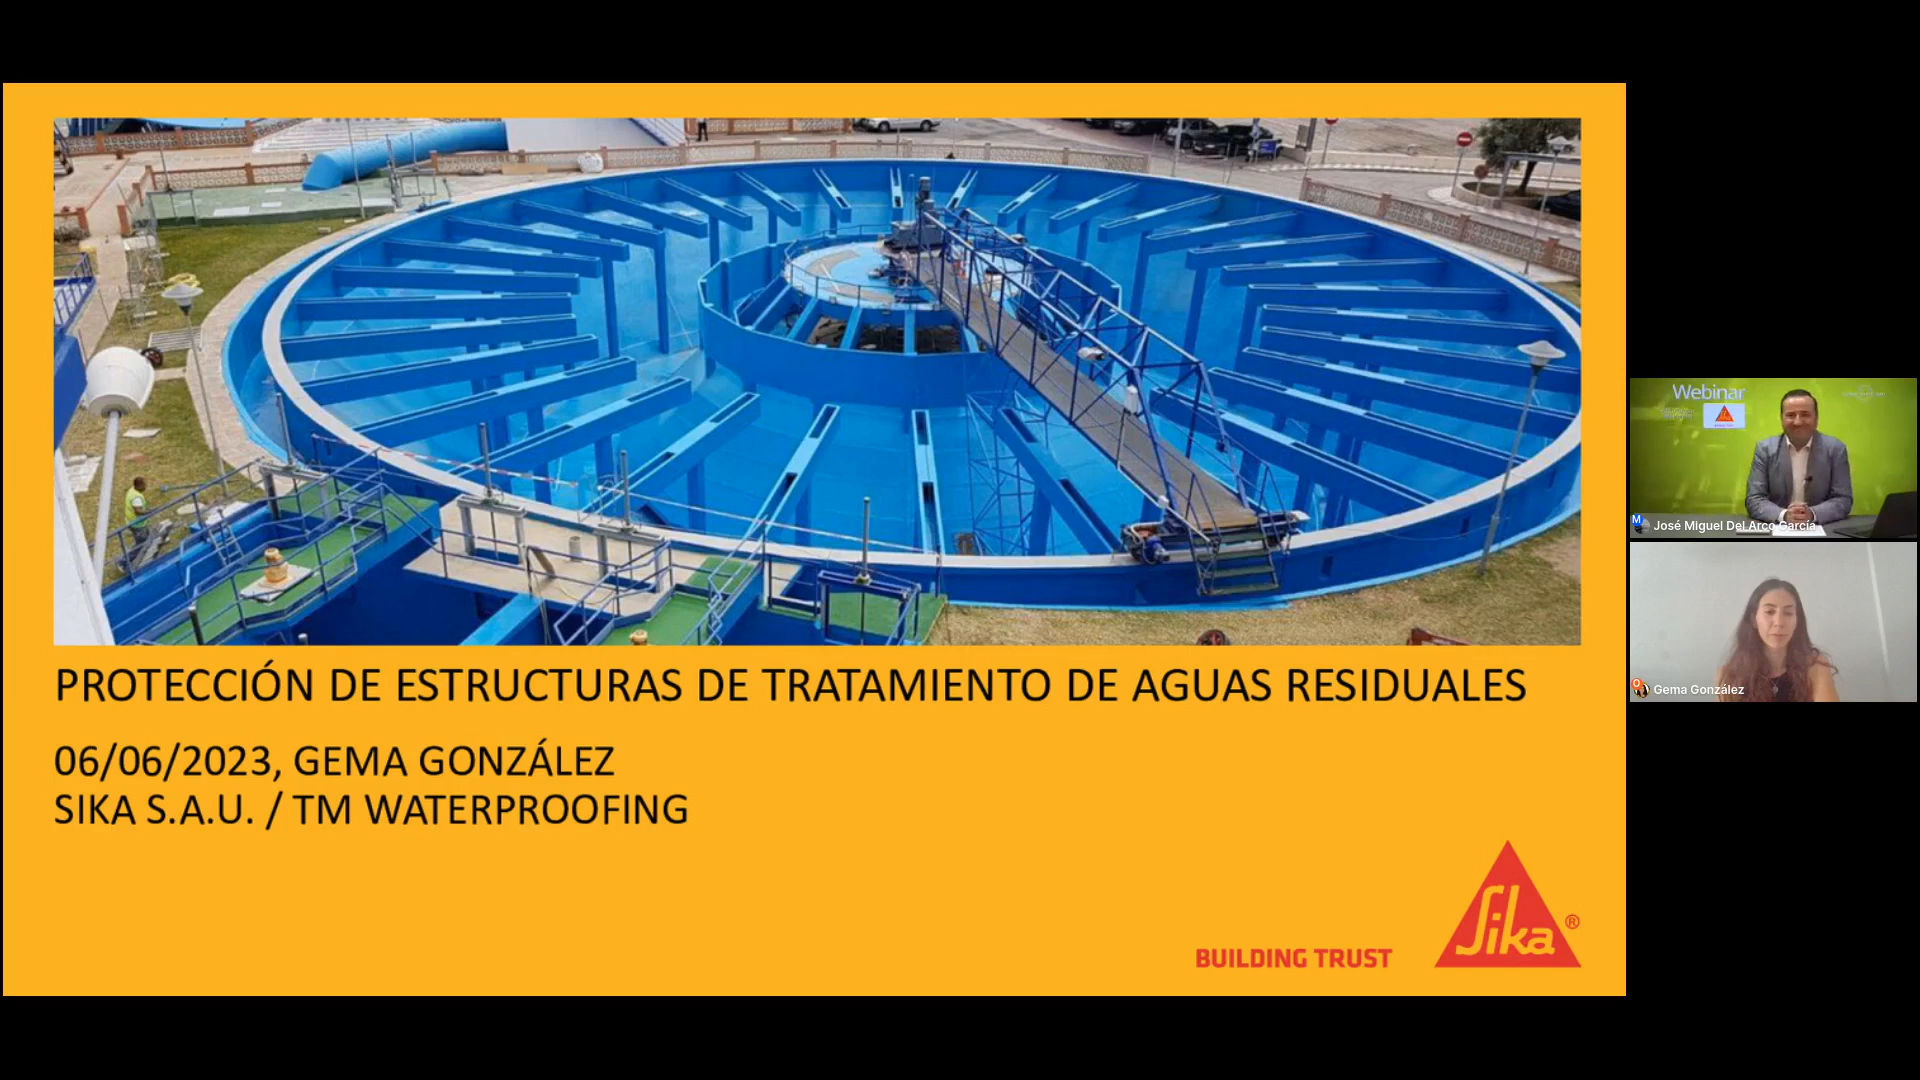 PROTECCIÓN DE ESTRUCTURAS DE TRATAMIENTO DE AGUAS RESIDUALES
06/06/2023, GEMA GONZÁLEZ
SIKA S.A.U. / TM WATERPROOFING
BUILDING TRUST
Sika®
Webinar
M
José Miguel Del Arco García
Gema González